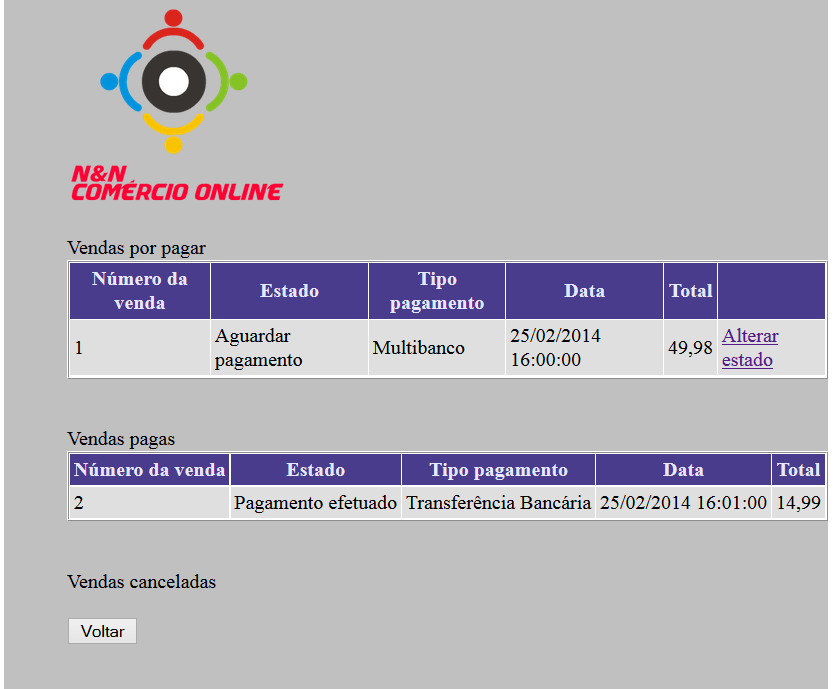 N&N
COMÉRCIO ONLINE
Vendas por pagar
Número da venda Estado Tipo pagamento Data Total
1 Aguardar pagamento Multibanco 25/02/2014 16:00:00 49,98 Alterar estado
Vendas pagas
Número da venda Estado Tipo pagamento Data Total
2 Pagamento efetuado Transferência Bancária 25/02/2014 16:01:00 14,99
Vendas canceladas
Voltar